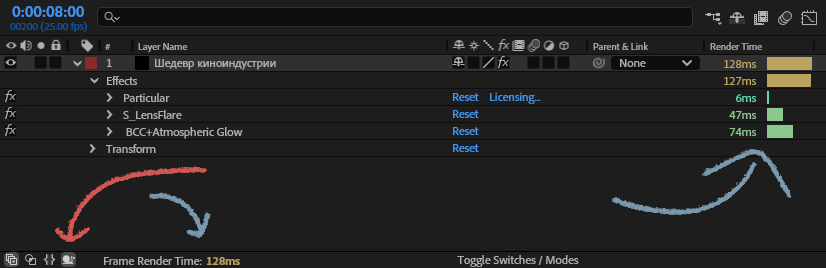 0:00:08:00
00200 (25.00 fps)
# Layer Name fx Parent & Link Render Time
1 Шедевр киноиндустрии fx None 128ms
Effects 127ms
fx Particular Reset Licensing... 6ms
fx S_LensFlare Reset 47ms
fx BCC+Atmospheric Glow Reset 74ms
Transform Reset
Frame Render Time: 128ms Toggle Switches / Modes